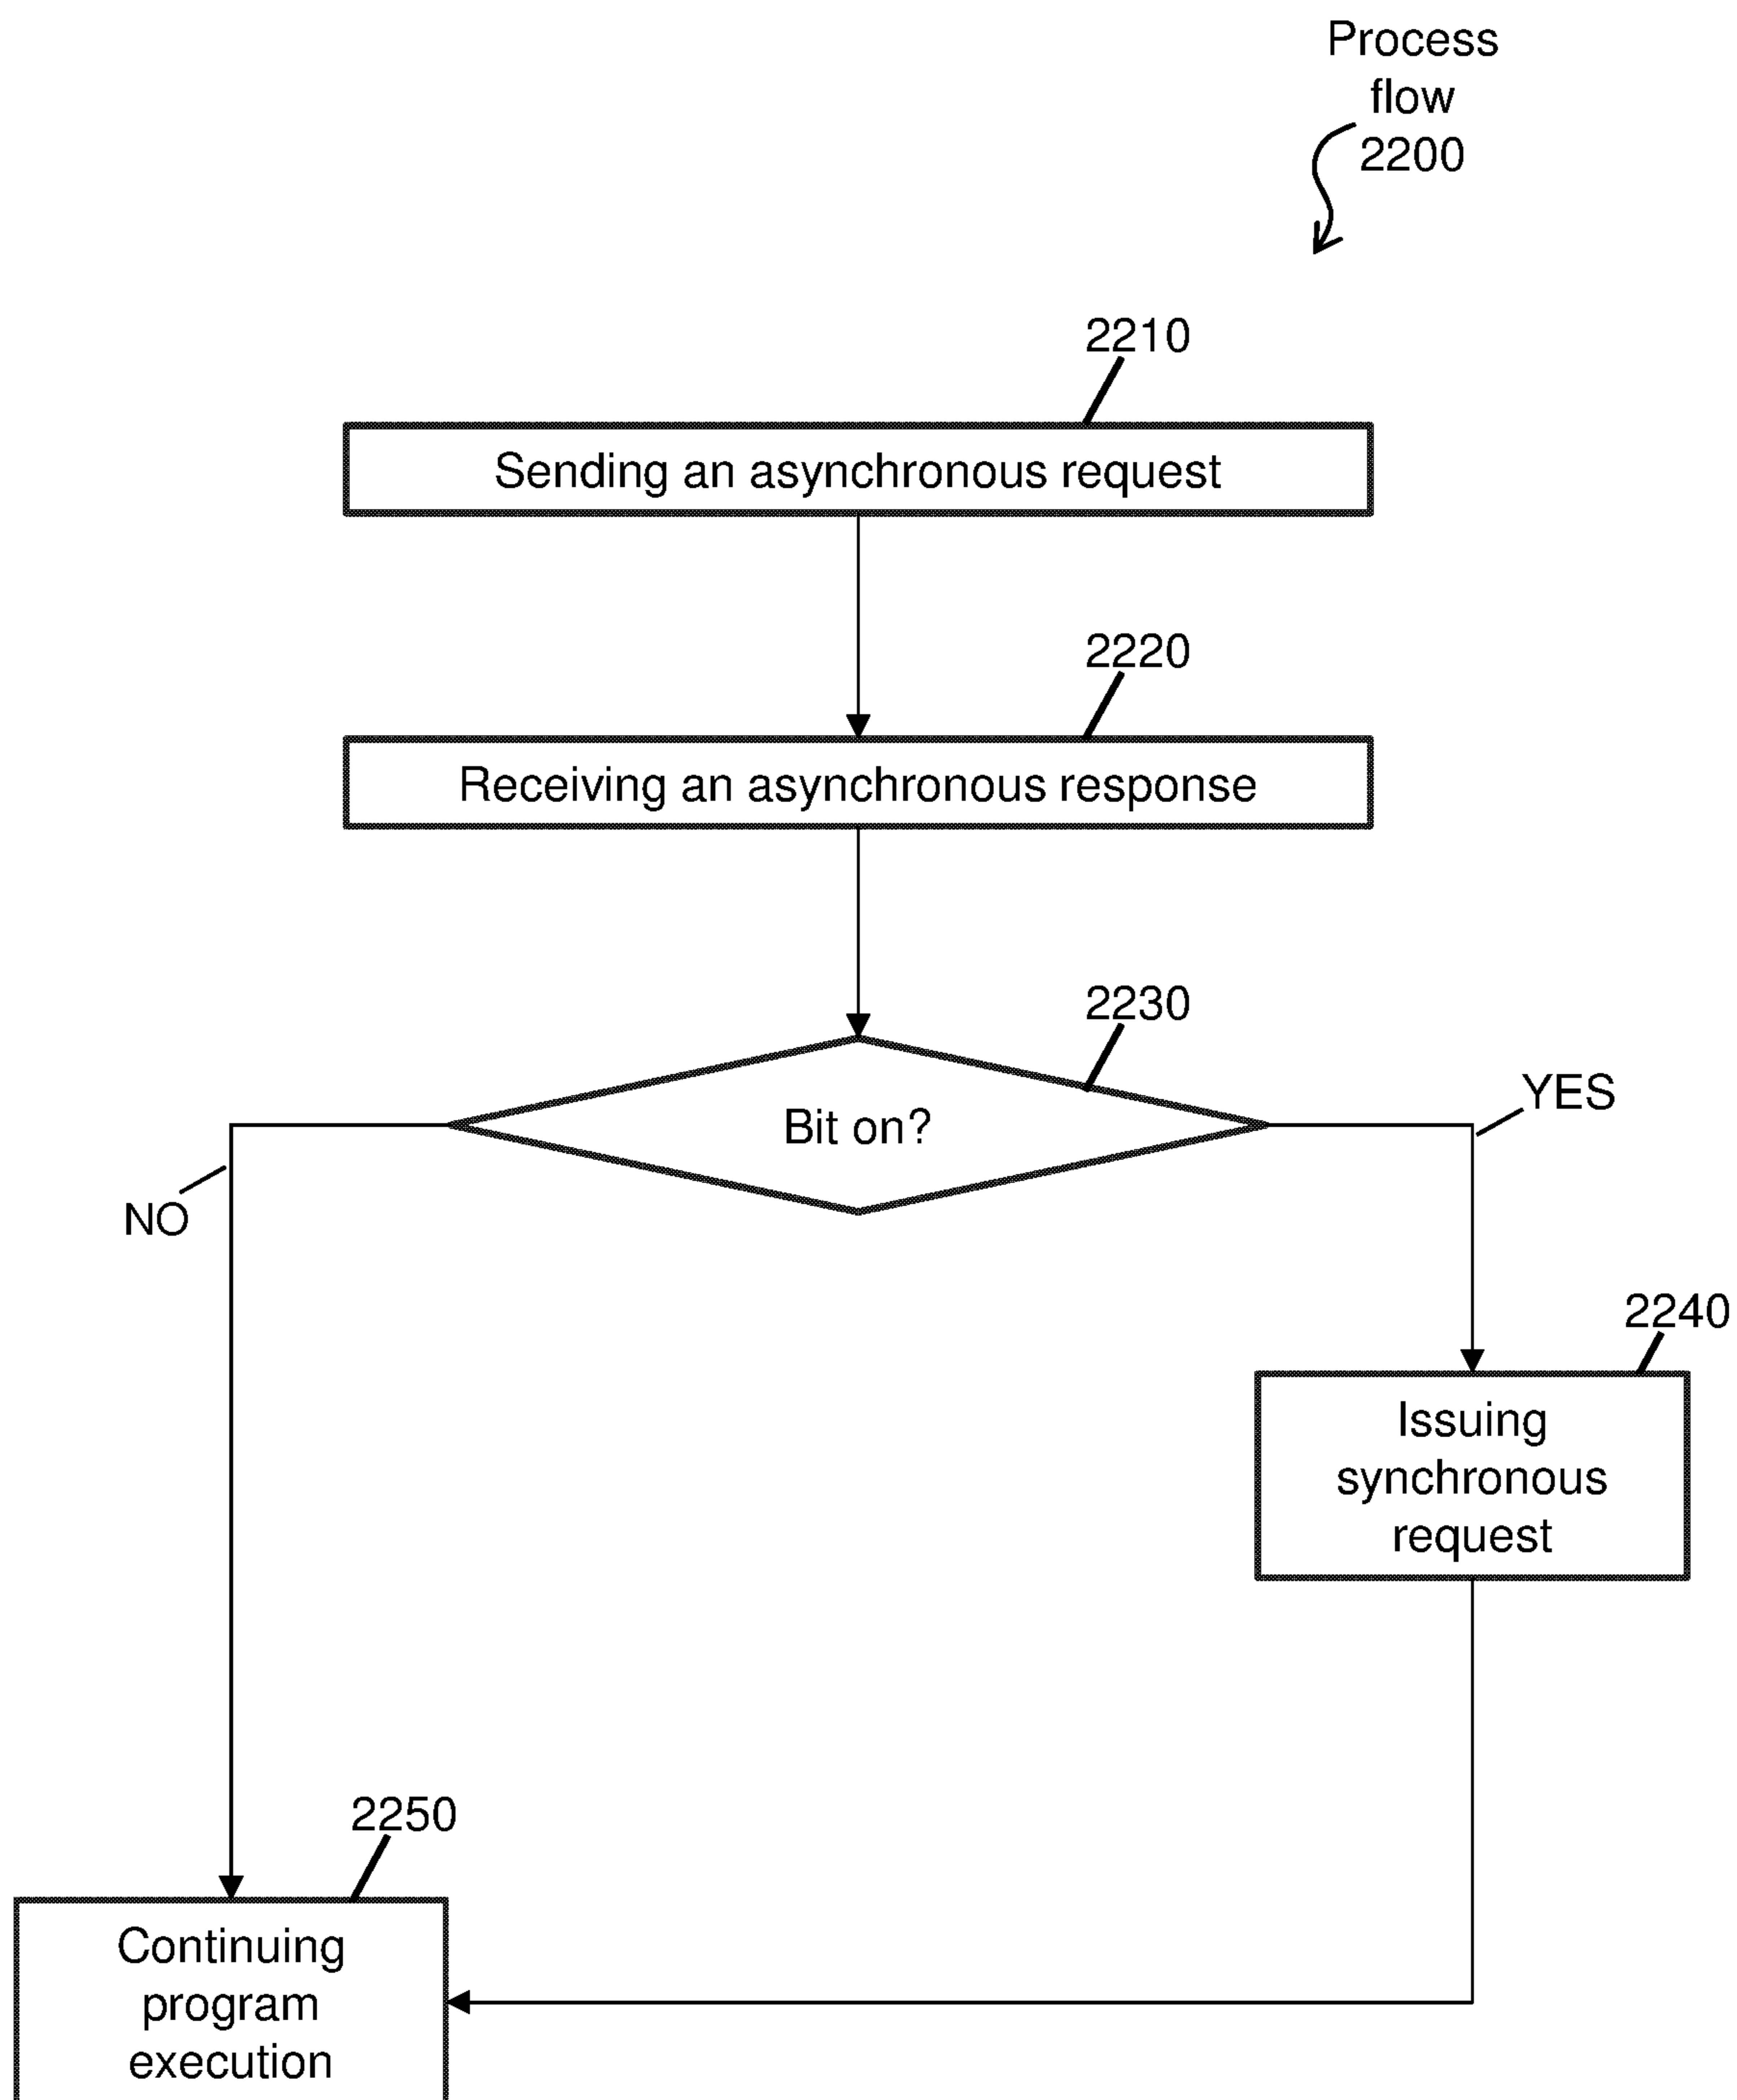 Process
flow
2200
2210
Sending an asynchronous request
2220
Receiving an asynchronous response
2230
Bit on?
YES
NO
2240
Issuing
synchronous
request
2250
Continuing
program
execution